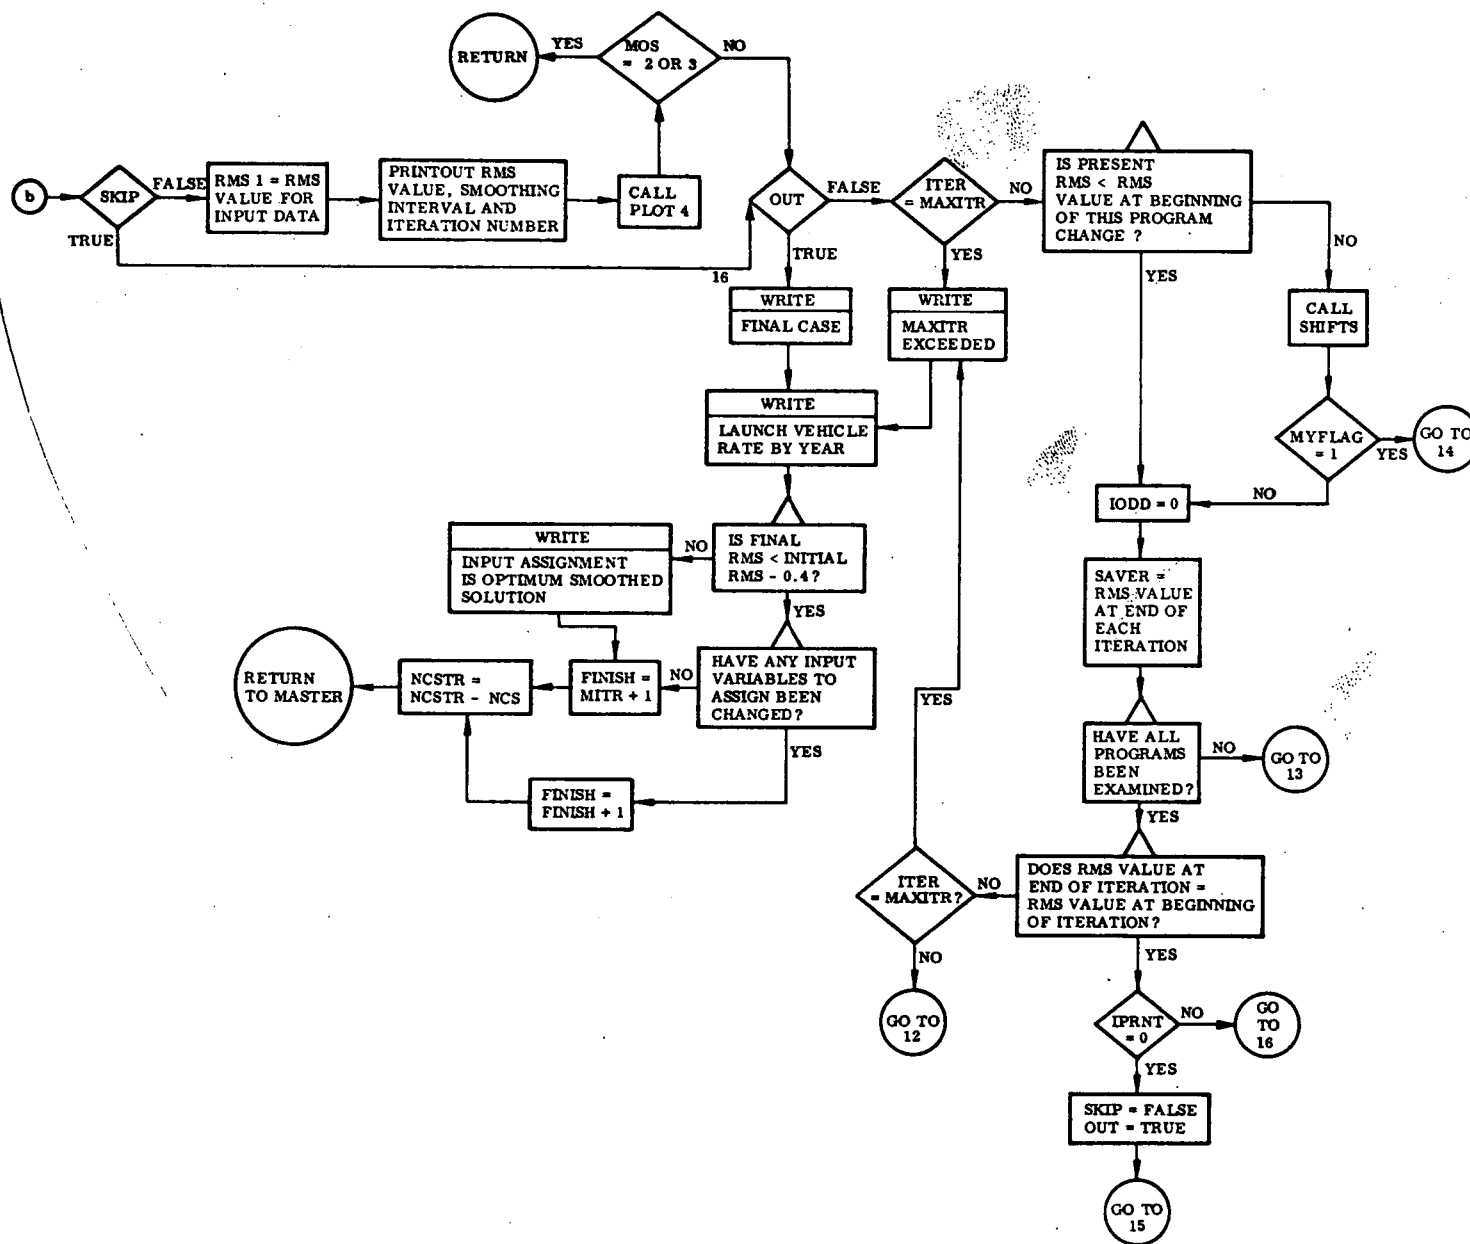 RETURN
YES
MOS
= 2 OR 3
NO
b
SKIP
FALSE
TRUE
RMS 1 = RMS
VALUE FOR
INPUT DATA
PRINTOUT RMS
VALUE, SMOOTHING
INTERVAL AND
ITERATION NUMBER
CALL
PLOT 4
16
OUT
FALSE
TRUE
ITER
= MAXITR
NO
YES
IS PRESENT
RMS < RMS
VALUE AT BEGINNING
OF THIS PROGRAM
CHANGE ?
NO
YES
WRITE
FINAL CASE
WRITE
MAXITR
EXCEEDED
CALL
SHIFTS
WRITE
LAUNCH VEHICLE
RATE BY YEAR
MYFLAG
= 1
YES
GO TO
14
NO
IODD = 0
WRITE
INPUT ASSIGNMENT
IS OPTIMUM SMOOTHED
SOLUTION
NO
IS FINAL
RMS < INITIAL
RMS - 0.4?
YES
SAVER =
RMS VALUE
AT END OF
EACH
ITERATION
RETURN
TO MASTER
NCSTR =
NCSTR - NCS
FINISH =
MITR + 1
NO
HAVE ANY INPUT
VARIABLES TO
ASSIGN BEEN
CHANGED?
YES
YES
HAVE ALL
PROGRAMS
BEEN
EXAMINED?
NO
GO TO
13
YES
FINISH =
FINISH + 1
ITER
= MAXITR?
NO
DOES RMS VALUE AT
END OF ITERATION =
RMS VALUE AT BEGINNING
OF ITERATION?
NO
YES
GO TO
12
IPRNT
= 0
NO
GO
TO
16
YES
SKIP = FALSE
OUT = TRUE
GO TO
15